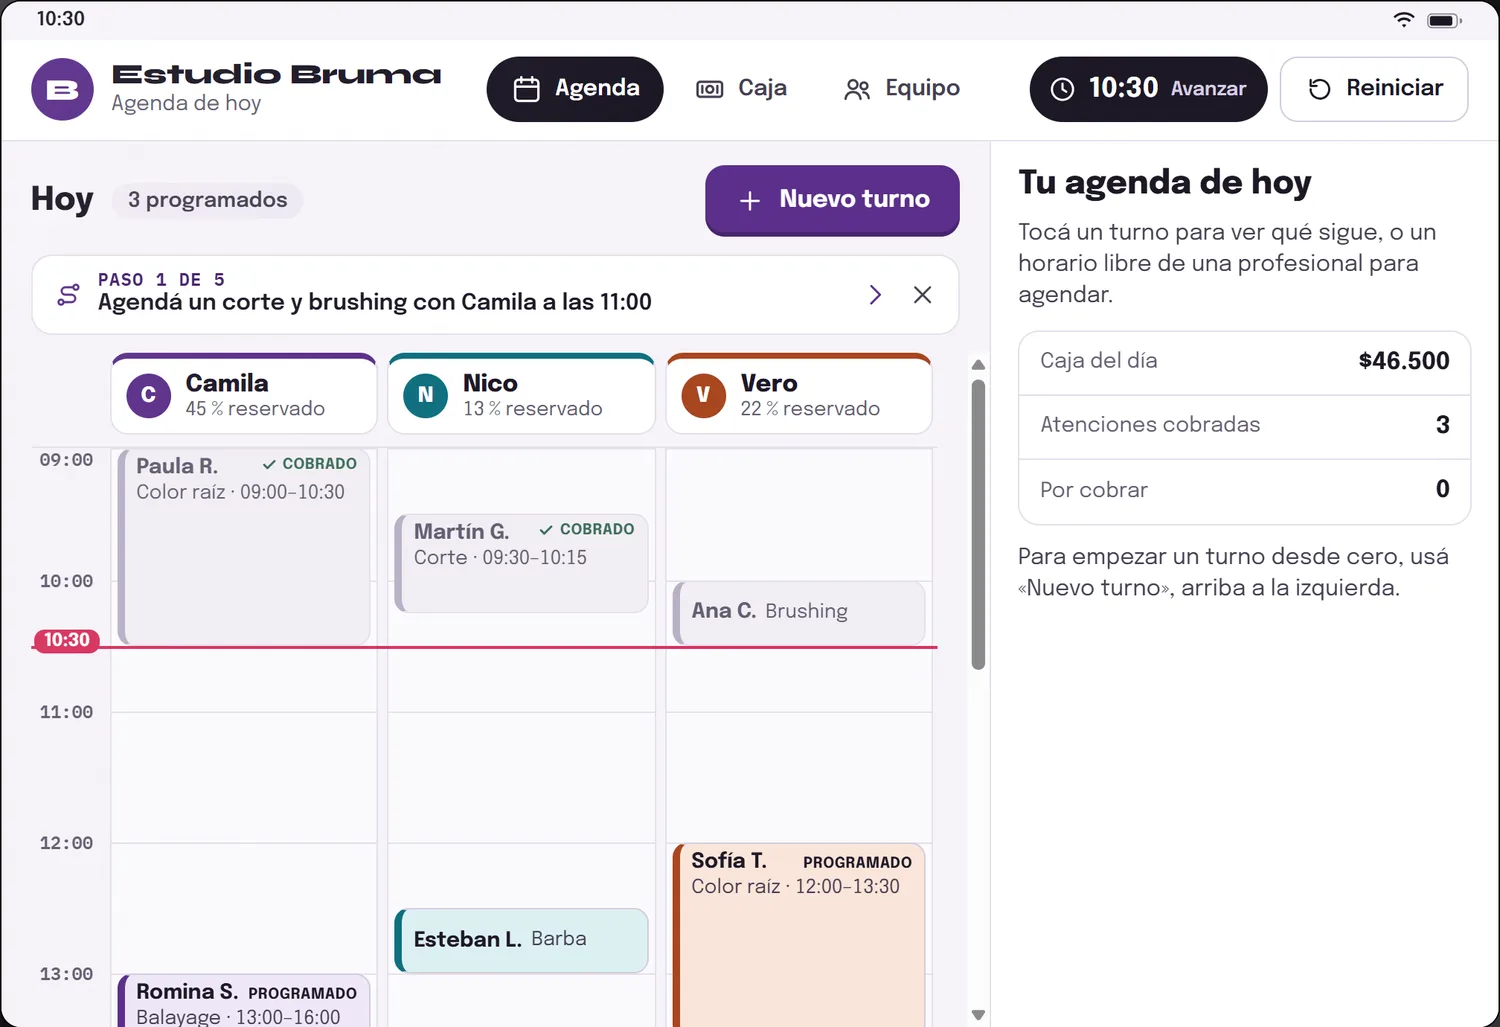 10:30
B
Estudio Bruma
Agenda de hoy
Agenda
Caja
Equipo
10:30 Avanzar
Reiniciar
Hoy
3 programados
+ Nuevo turno
PASO 1 DE 5
Agendá un corte y brushing con Camila a las 11:00
C
Camila
45 % reservado
N
Nico
13 % reservado
V
Vero
22 % reservado
09:00
Paula R. ✓ COBRADO
Color raíz · 09:00–10:30
Martín G. ✓ COBRADO
Corte · 09:30–10:15
10:00
Ana C. Brushing
10:30
11:00
12:00
Sofía T. PROGRAMADO
Color raíz · 12:00–13:30
Esteban L. Barba
13:00
Romina S. PROGRAMADO
Balayage · 13:00–16:00
Tu agenda de hoy
Tocá un turno para ver qué sigue, o un
horario libre de una profesional para
agendar.
Caja del día $46.500
Atenciones cobradas 3
Por cobrar 0
Para empezar un turno desde cero, usá
«Nuevo turno», arriba a la izquierda.